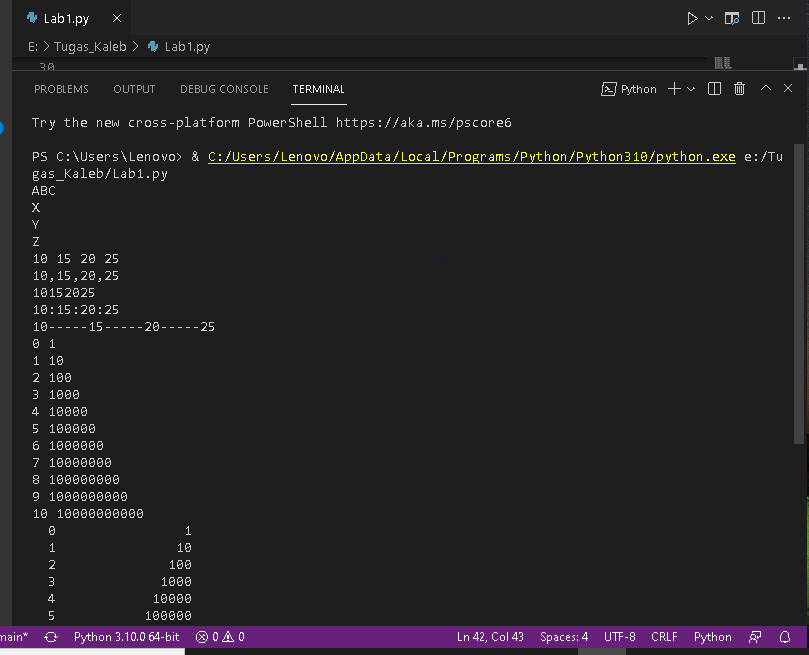 Lab1.py
E: > Tugas_Kaleb > Lab1.py
30
PROBLEMS OUTPUT DEBUG CONSOLE TERMINAL Python
Try the new cross-platform PowerShell https://aka.ms/pscore6
PS C:\Users\Lenovo> & C:/Users/Lenovo/AppData/Local/Programs/Python/Python310/python.exe e:/Tu
gas_Kaleb/Lab1.py
ABC
X
Y
Z
10 15 20 25
10,15,20,25
10152025
10:15:20:25
10-----15-----20-----25
0 1
1 10
2 100
3 1000
4 10000
5 100000
6 1000000
7 10000000
8 100000000
9 1000000000
10 10000000000
0 1
1 10
2 100
3 1000
4 10000
5 100000
main* Python 3.10.0 64-bit 0 0 Ln 42, Col 43 Spaces: 4 UTF-8 CRLF Python